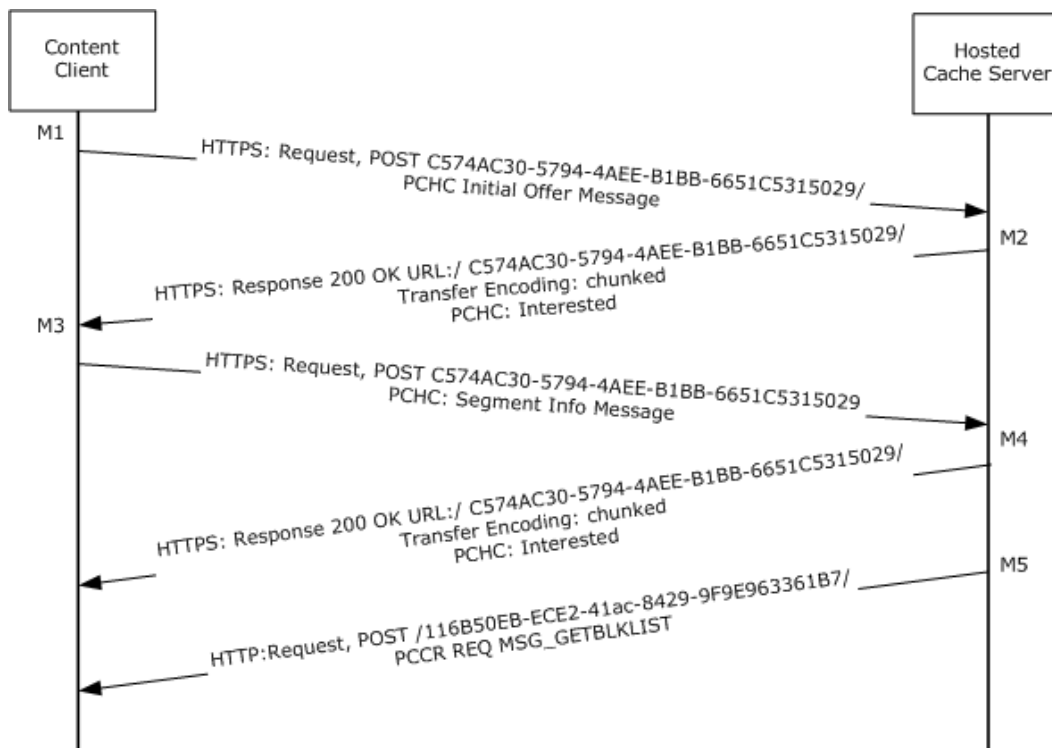 Content
Client
Hosted
Cache Server
M1
HTTPS: Request, POST C574AC30-5794-4AEE-B1BB-6651C5315029/
PCHC Initial Offer Message
M2
HTTPS: Response 200 OK URL:/ C574AC30-5794-4AEE-B1BB-6651C5315029/
Transfer Encoding: chunked
PCHC: Interested
M3
HTTPS: Request, POST C574AC30-5794-4AEE-B1BB-6651C5315029
PCHC: Segment Info Message
M4
HTTPS: Response 200 OK URL:/ C574AC30-5794-4AEE-B1BB-6651C5315029/
Transfer Encoding: chunked
PCHC: Interested
M5
HTTP:Request, POST /116B50EB-ECE2-41ac-8429-9F9E963361B7/
PCCR REQ MSG_GETBLKLIST